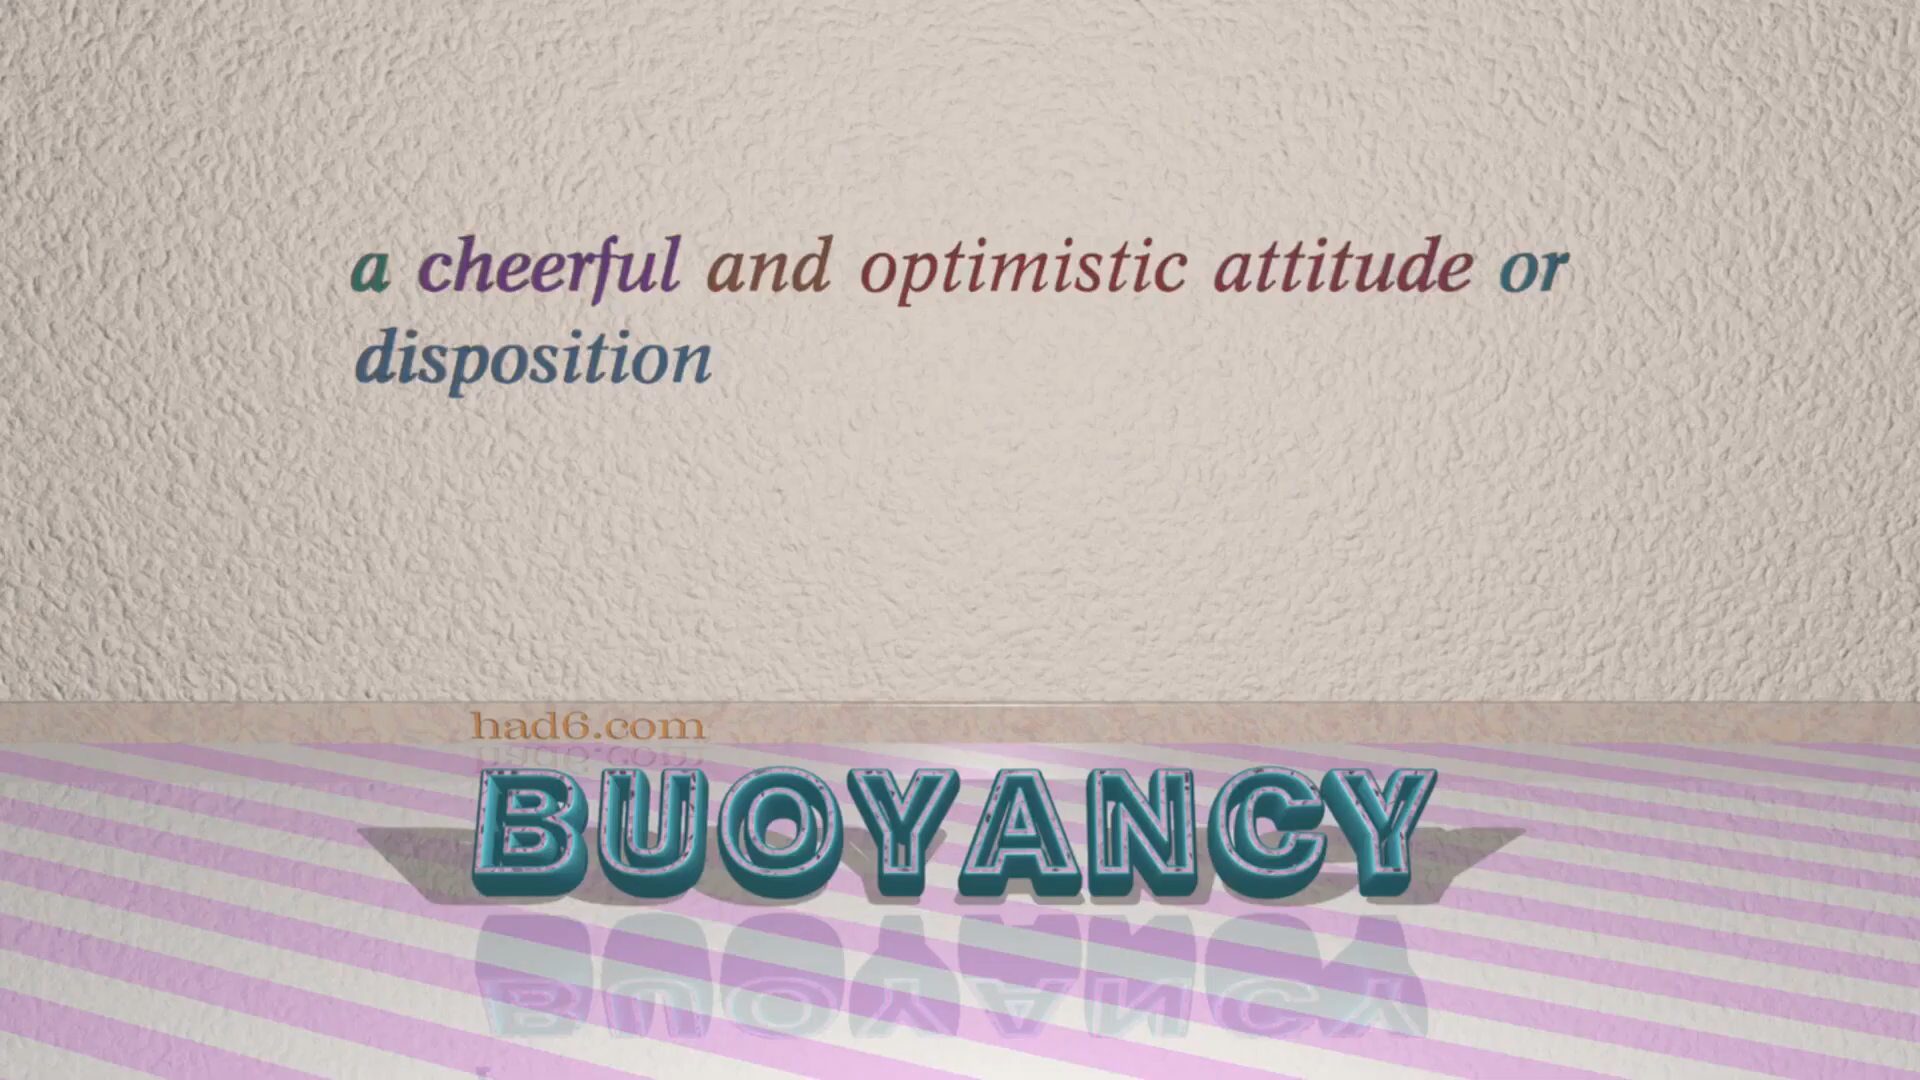 a cheerful and optimistic attitude or
disposition
had6.com
BUOYANCY